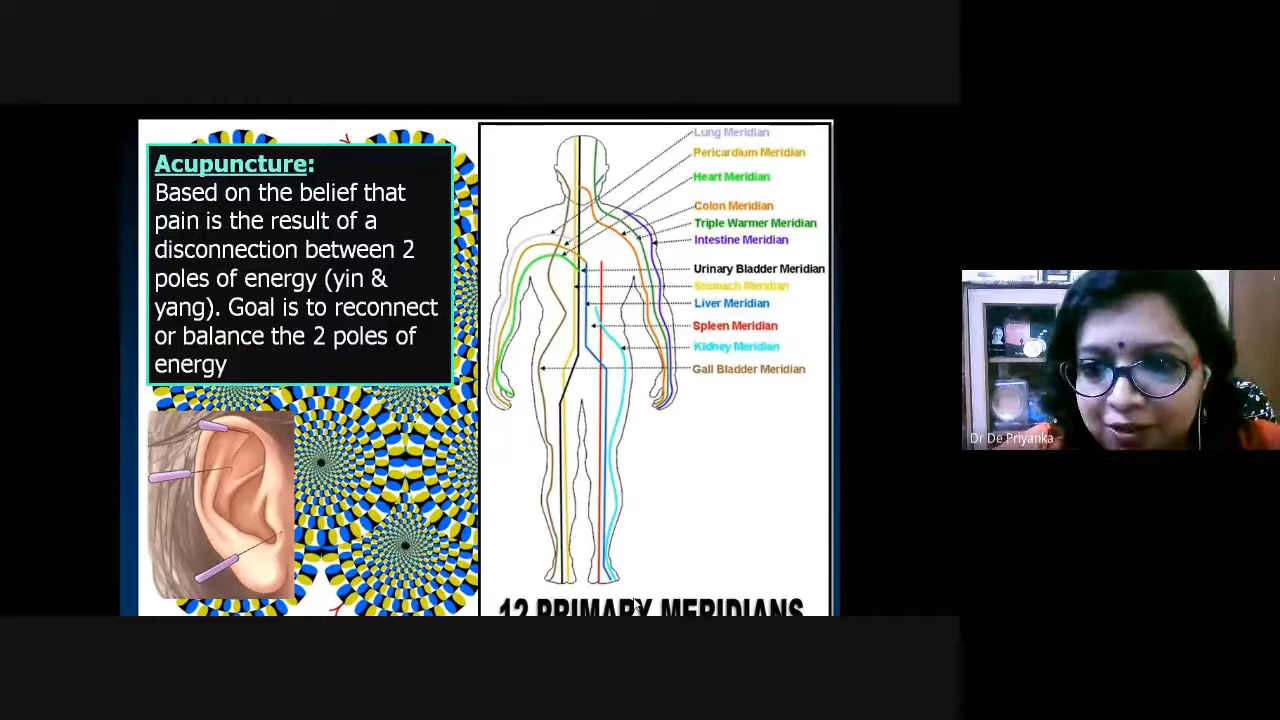 Acupuncture:
Based on the belief that
pain is the result of a
disconnection between 2
poles of energy (yin &
yang). Goal is to reconnect
or balance the 2 poles of
energy
Lung Meridian
Pericardium Meridian
Heart Meridian
Colon Meridian
Triple Warmer Meridian
Intestine Meridian
Urinary Bladder Meridian
Stomach Meridian
Liver Meridian
Spleen Meridian
Kidney Meridian
Gall Bladder Meridian
12 PRIMARY MERIDIANS
Dr De Priyanka